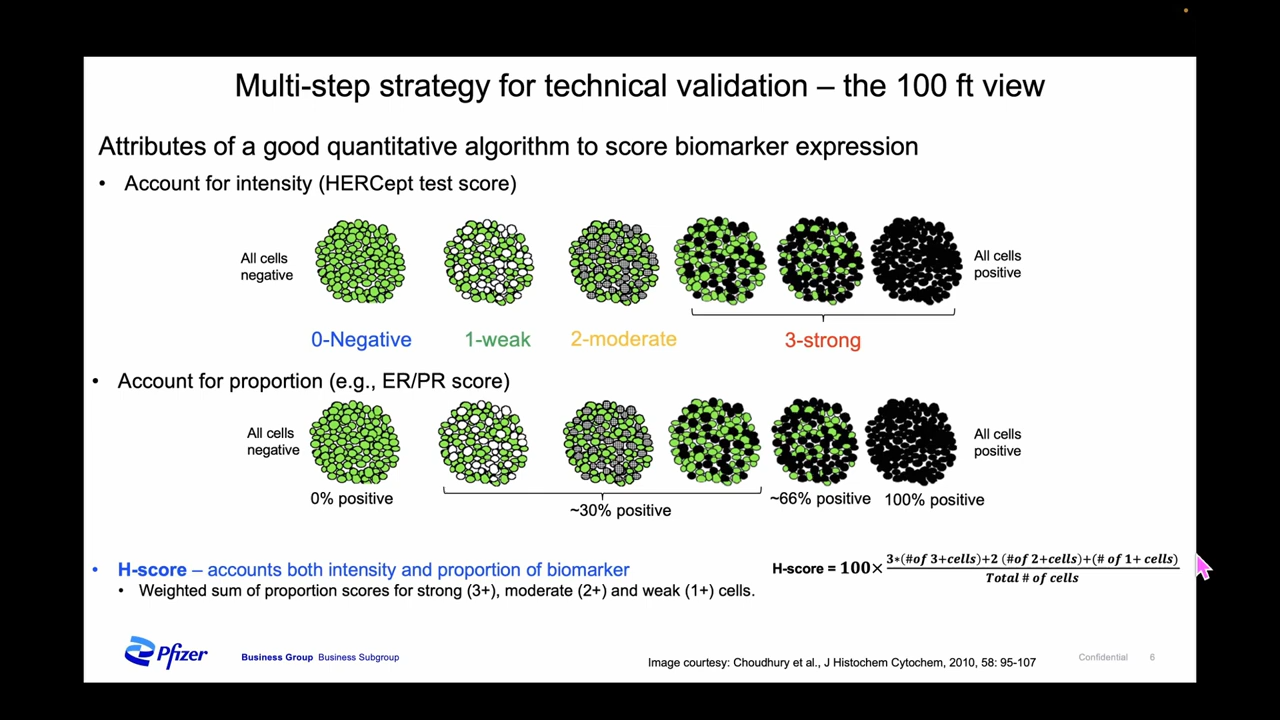 Multi-step strategy for technical validation – the 100 ft view
Attributes of a good quantitative algorithm to score biomarker expression
• Account for intensity (HERCept test score)
All cells
negative
All cells
positive
0-Negative
1-weak
2-moderate
3-strong
• Account for proportion (e.g., ER/PR score)
All cells
negative
All cells
positive
0% positive
~30% positive
~66% positive
100% positive
• H-score – accounts both intensity and proportion of biomarker
• Weighted sum of proportion scores for strong (3+), moderate (2+) and weak (1+) cells.
H-score = 100× 3*(#of 3+cells)+2 (#of 2+cells)+(# of 1+ cells)
Total # of cells
Pfizer
Business Group Business Subgroup
Image courtesy: Choudhury et al., J Histochem Cytochem, 2010, 58: 95-107
Confidential 6